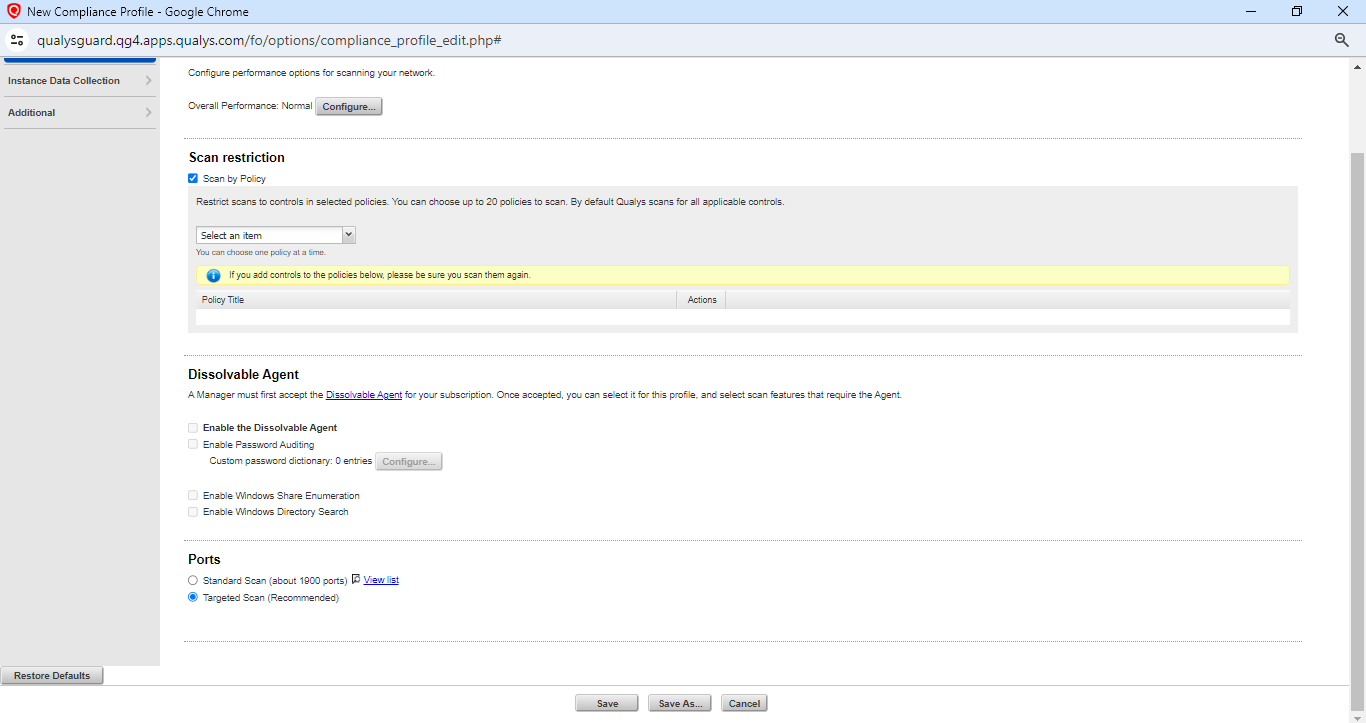 New Compliance Profile - Google Chrome
qualysguard.qg4.apps.qualys.com/fo/options/compliance_profile_edit.php#
Instance Data Collection
Additional
Restore Defaults
Configure performance options for scanning your network.
Overall Performance: Normal Configure...
Scan restriction
Scan by Policy
Restrict scans to controls in selected policies. You can choose up to 20 policies to scan. By default Qualys scans for all applicable controls.
Select an item
You can choose one policy at a time.
If you add controls to the policies below, please be sure you scan them again.
Policy Title Actions
Dissolvable Agent
A Manager must first accept the Dissolvable Agent for your subscription. Once accepted, you can select it for this profile, and select scan features that require the Agent.
Enable the Dissolvable Agent
Enable Password Auditing
Custom password dictionary: 0 entries Configure...
Enable Windows Share Enumeration
Enable Windows Directory Search
Ports
Standard Scan (about 1900 ports) View list
Targeted Scan (Recommended)
Save Save As... Cancel